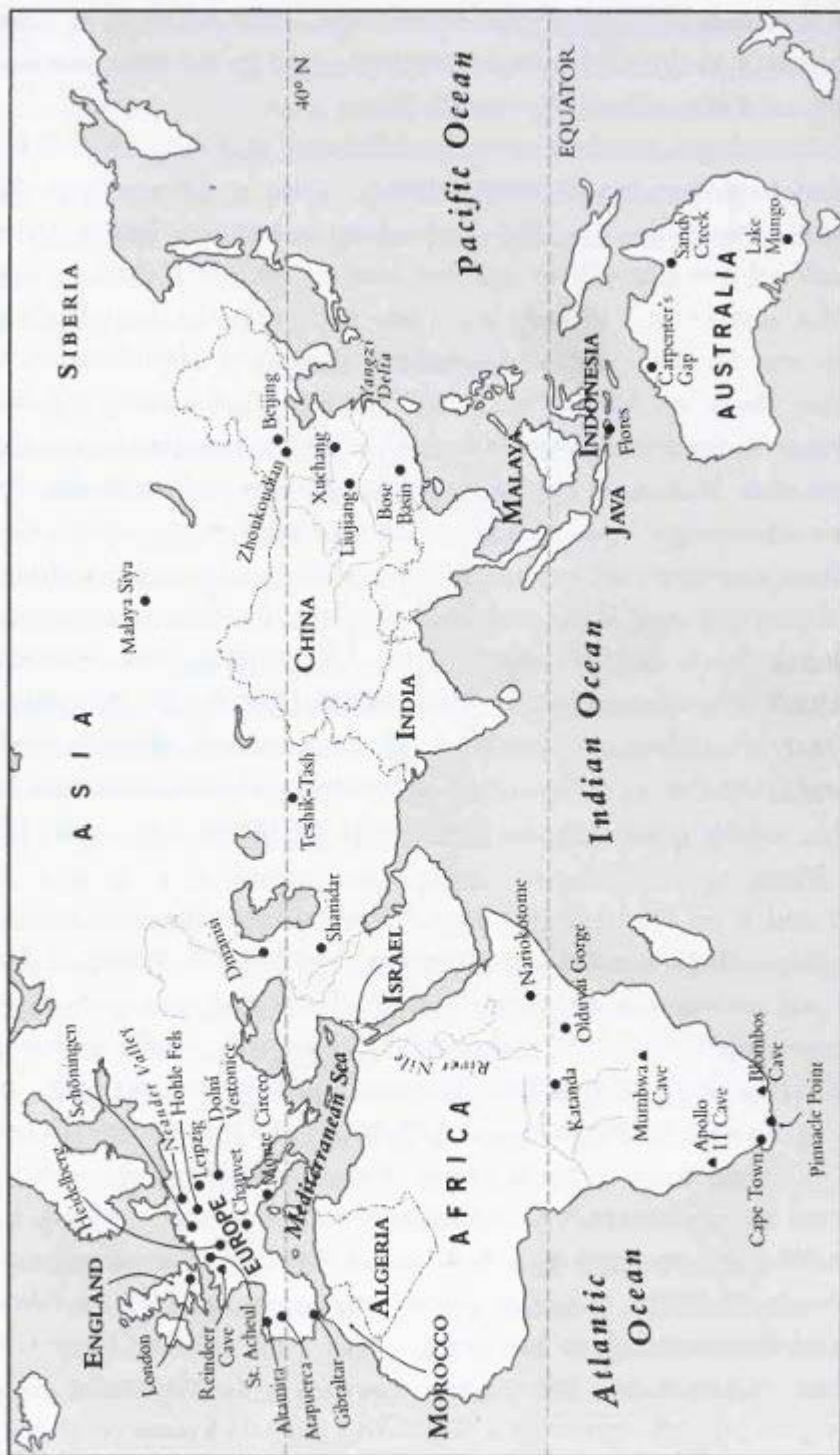 SIBERIA
ASIA
Malaya Siya
40° N
Schöningen
Heidelberg
Neander Valley
Hohle Fels
Leipzig
Dolní
Vestonice
ENGLAND
London
Reindeer
Cave
St. Acheul
EUROPE
Chauvet
Monte Circeo
Altamira
Atapuerca
Gibraltar
Mediterranean Sea
Dmanisi
Shanidar
Teshik-Tash
Zhoukoudian
Beijing
Xuchang
Liujiang
Yangzi
Delta
Bose
Basin
CHINA
INDIA
ISRAEL
MOROCCO
ALGERIA
AFRICA
River Nile
Pacific Ocean
MALAYA
INDONESIA
Flores
JAVA
EQUATOR
Indian Ocean
Atlantic
Ocean
Nariokotome
Olduvai Gorge
Katanda
Mumbwa
Cave
Apollo
11 Cave
Blombos
Cave
Cape Town
Pinnacle Point
AUSTRALIA
Carpenter's
Gap
Sandy
Creek
Lake
Mungo